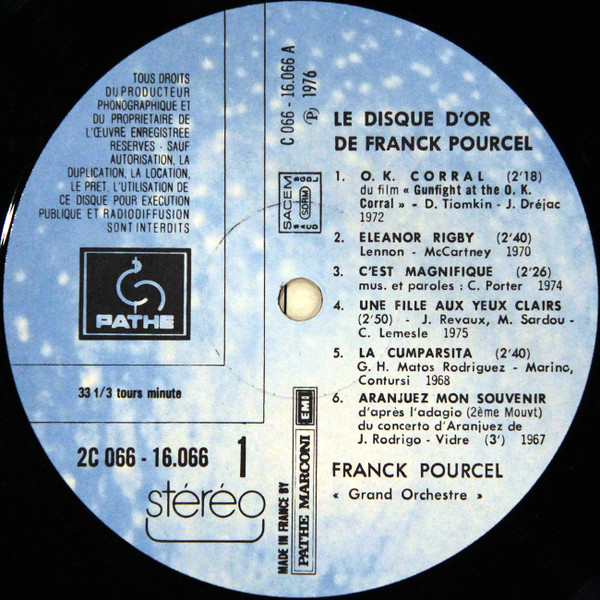 TOUS DROITS
DU PRODUCTEUR
PHONOGRAPHIQUE ET
DU PROPRIETAIRE DE
L'ŒUVRE ENREGISTREE
RESERVES - SAUF
AUTORISATION, LA
DUPLICATION, LA LOCATION,
LE PRET, L'UTILISATION DE
CE DISQUE POUR EXECUTION
PUBLIQUE ET RADIODIFFUSION
SONT INTERDITS
PATHE
33 1/3 tours minute
2C 066 - 16.066 1
stéréo
C 066 - 16.066 A
Ⓟ 1976
SACEM
SDRM
MADE IN FRANCE BY
PATHE MARCONI EMI
LE DISQUE D'OR
DE FRANCK POURCEL
1. O. K. CORRAL (2'18)
du film « Gunfight at the O. K.
Corral » - D. Tiomkin - J. Dréjac
1972
2. ELEANOR RIGBY (2'40)
Lennon - McCartney 1970
3. C'EST MAGNIFIQUE (2'26)
mus. et paroles : C. Porter 1974
4. UNE FILLE AUX YEUX CLAIRS
(2'50) - J. Revaux, M. Sardou -
C. Lemesle 1975
5. LA CUMPARSITA (2'40)
G. H. Matos Rodriguez - Marino,
Contursi 1968
6. ARANJUEZ MON SOUVENIR
d'après l'adagio (2ème Mouvt)
du concerto d'Aranjuez de
J. Rodrigo - Vidre (3') 1967
FRANCK POURCEL
« Grand Orchestre »